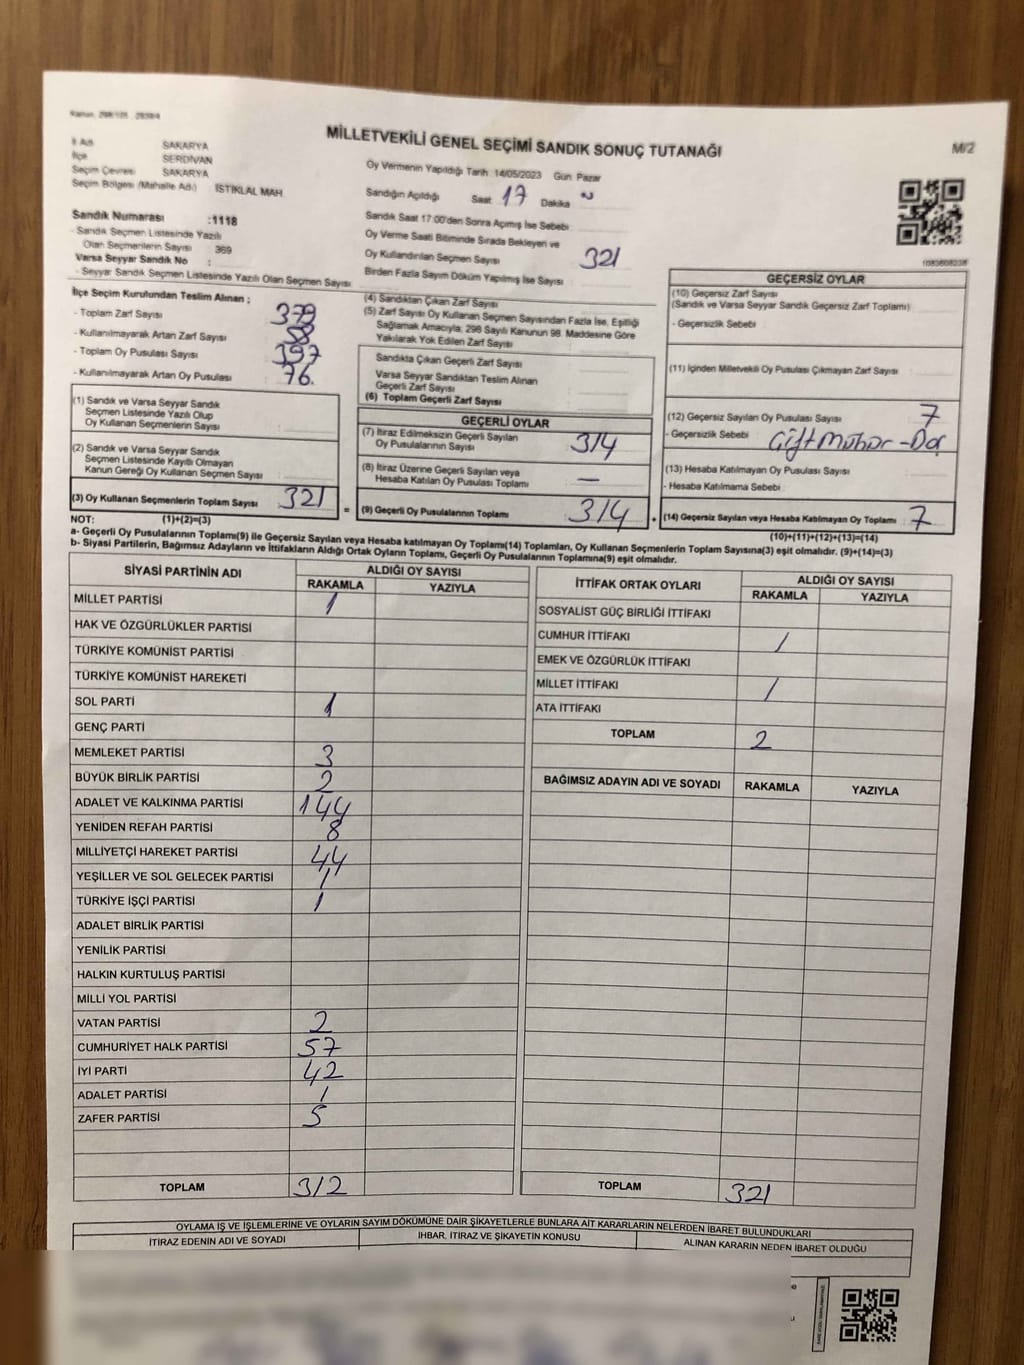 Kanun: 298/105 2839/4
MİLLETVEKİLİ GENEL SEÇİMİ SANDIK SONUÇ TUTANAĞI
M/2
İl Adı SAKARYA
İlçe SERDİVAN
Seçim Çevresi SAKARYA
Seçim Bölgesi (Mahalle Adı) İSTİKLAL MAH
Sandık Numarası :1118
- Sandık Seçmen Listesinde Yazılı
Olan Seçmenlerin Sayısı 369
Varsa Seyyar Sandık No :
- Seyyar Sandık Seçmen Listesinde Yazılı Olan Seçmen Sayısı
Oy Vermenin Yapıldığı Tarih :14/05/2023 Gün: Pazar
Sandığın Açıldığı Saat 17 Dakika
Sandık Saat 17:00'den Sonra Açılmış İse Sebebi
Oy Verme Saati Bitiminde Sırada Bekleyen ve
Oy Kullandırılan Seçmen Sayısı 321
Birden Fazla Sayım Döküm Yapılmış İse Sayısı
1083608238
İlçe Seçim Kurulundan Teslim Alınan ;
- Toplam Zarf Sayısı : 379
- Kullanılmayarak Artan Zarf Sayısı : 58
- Toplam Oy Pusulası Sayısı : 397
- Kullanılmayarak Artan Oy Pusulası : 76.
(1) Sandık ve Varsa Seyyar Sandık
Seçmen Listesinde Yazılı Olup
Oy Kullanan Seçmenlerin Sayısı :
(2) Sandık ve Varsa Seyyar Sandık
Seçmen Listesinde Kayıtlı Olmayan
Kanun Gereği Oy Kullanan Seçmen Sayısı :
(3) Oy Kullanan Seçmenlerin Toplam Sayısı 321
(4) Sandıktan Çıkan Zarf Sayısı
(5) Zarf Sayısı Oy Kullanan Seçmen Sayısından Fazla İse, Eşitliği
Sağlamak Amacıyla, 298 Sayılı Kanunun 98. Maddesine Göre
Yakılarak Yok Edilen Zarf Sayısı
Sandıkta Çıkan Geçerli Zarf Sayısı
Varsa Seyyar Sandıktan Teslim Alınan
Geçerli Zarf Sayısı
(6) Toplam Geçerli Zarf Sayısı
GEÇERLİ OYLAR
(7) İtiraz Edilmeksizin Geçerli Sayılan
Oy Pusulasının Sayısı 314
(8) İtiraz Üzerine Geçerli Sayılan veya
Hesaba Katılan Oy Pusulası Toplamı —
= (9) Geçerli Oy Pusulalarının Toplamı 314
GEÇERSİZ OYLAR
(10) Geçersiz Zarf Sayısı
(Sandık ve Varsa Seyyar Sandık Geçersiz Zarf Toplamı)
- Geçersizlik Sebebi :
(11) İçinden Milletvekili Oy Pusulası Çıkmayan Zarf Sayısı
(12) Geçersiz Sayılan Oy Pusulası Sayısı 7
- Geçersizlik Sebebi : Çift Mühür -
(13) Hesaba Katılmayan Oy Pusulası Sayısı
- Hesaba Katılmama Sebebi :
(14) Geçersiz Sayılan veya Hesaba Katılmayan Oy Toplamı 7
NOT: (1)+(2)=(3)
(10)+(11)+(12)+(13)=(14)
a- Geçerli Oy Pusulalarının Toplamı(9) ile Geçersiz Sayılan veya Hesaba katılmayan Oy Toplamı(14) Toplamları, Oy Kullanan Seçmenlerin Toplam Sayısına(3) eşit olmalıdır. (9)+(14)=(3)
b- Siyasi Partilerin, Bağımsız Adayların ve İttifakların Aldığı Ortak Oyların Toplamı, Geçerli Oy Pusulalarının Toplamına(9) eşit olmalıdır.
SİYASİ PARTİNİN ADI ALDIĞI OY SAYISI
RAKAMLA YAZIYLA
MİLLET PARTİSİ 1
HAK VE ÖZGÜRLÜKLER PARTİSİ
TÜRKİYE KOMÜNİST PARTİSİ
TÜRKİYE KOMÜNİST HAREKETİ
SOL PARTİ 1
GENÇ PARTİ
MEMLEKET PARTİSİ 3
BÜYÜK BİRLİK PARTİSİ 2
ADALET VE KALKINMA PARTİSİ 144
YENİDEN REFAH PARTİSİ 8
MİLLİYETÇİ HAREKET PARTİSİ 44
YEŞİLLER VE SOL GELECEK PARTİSİ 1
TÜRKİYE İŞÇİ PARTİSİ 1
ADALET BİRLİK PARTİSİ
YENİLİK PARTİSİ
HALKIN KURTULUŞ PARTİSİ
MİLLİ YOL PARTİSİ
VATAN PARTİSİ 2
CUMHURİYET HALK PARTİSİ 57
İYİ PARTİ 42
ADALET PARTİSİ 1
ZAFER PARTİSİ 5
TOPLAM 312
İTTİFAK ORTAK OYLARI ALDIĞI OY SAYISI
RAKAMLA YAZIYLA
SOSYALİST GÜÇ BİRLİĞİ İTTİFAKI
CUMHUR İTTİFAKI 1
EMEK VE ÖZGÜRLÜK İTTİFAKI
MİLLET İTTİFAKI 1
ATA İTTİFAKI
TOPLAM 2
BAĞIMSIZ ADAYIN ADI VE SOYADI RAKAMLA YAZIYLA
TOPLAM 321
OYLAMA İŞ VE İŞLEMLERİNE VE OYLARIN SAYIM DÖKÜMÜNE DAİR ŞİKAYETLERLE BUNLARA AİT KARARLARIN NELERDEN İBARET BULUNDUKLARI
İTİRAZ EDENİN ADI VE SOYADI İHBAR, İTİRAZ VE ŞİKAYETİN KONUSU ALINAN KARARIN NEDEN İBARET OLDUĞU